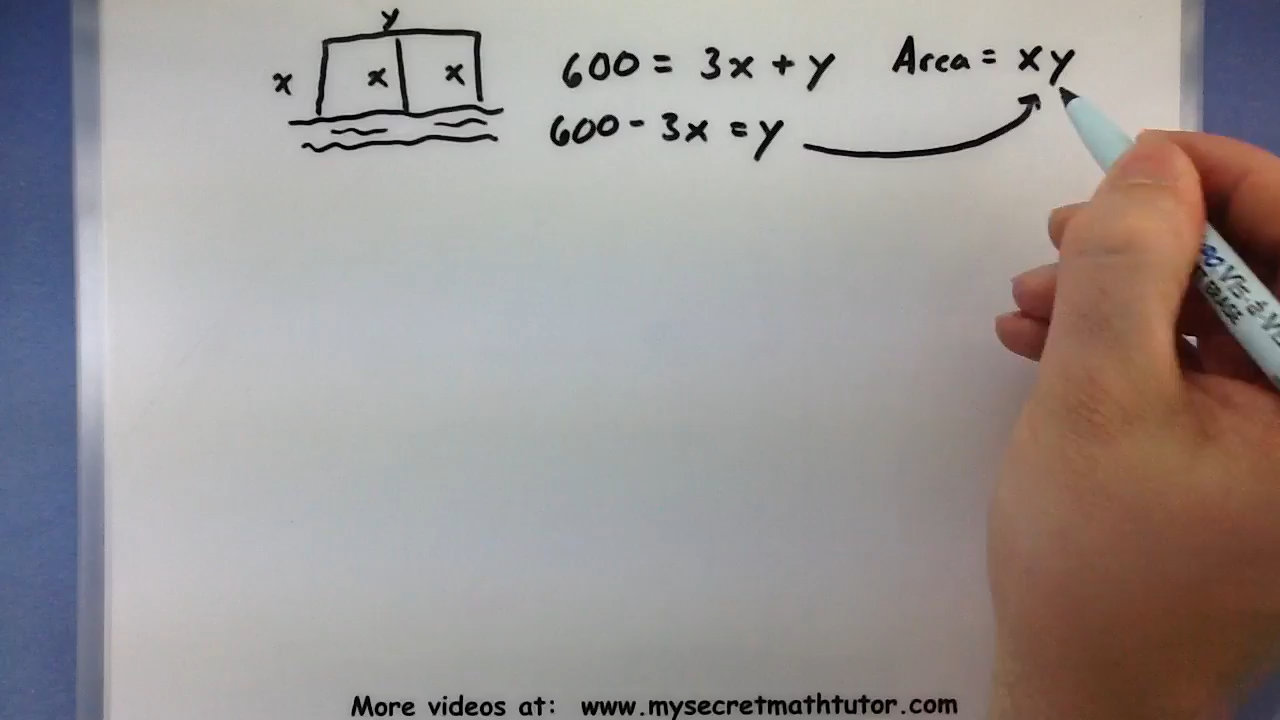 y
x x x
600 = 3x + y
Area = xy
600 - 3x = y
More videos at: www.mysecretmathtutor.com